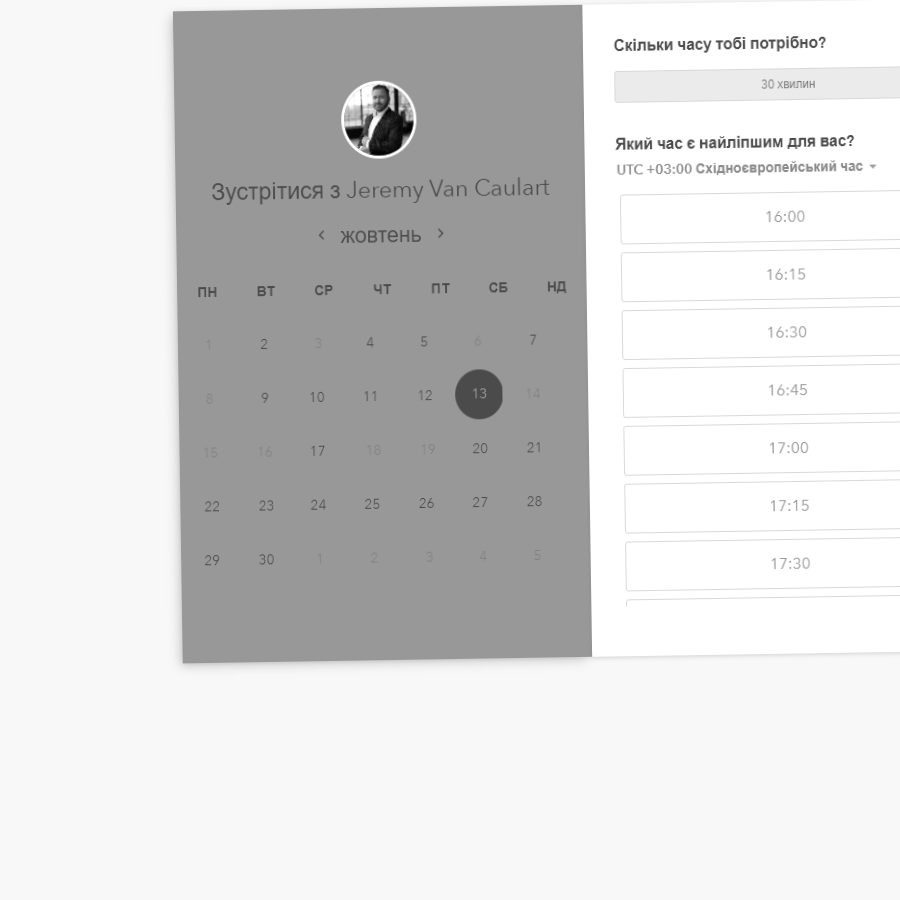 Зустрітися з Jeremy Van Caulart
‹ жовтень ›
ПН ВТ СР ЧТ ПТ СБ НД
1 2 3 4 5 6 7
8 9 10 11 12 13 14
15 16 17 18 19 20 21
22 23 24 25 26 27 28
29 30 1 2 3 4 5
Скільки часу тобі потрібно?
30 хвилин
Який час є найліпшим для вас?
UTC +03:00 Східноєвропейський час
16:00
16:15
16:30
16:45
17:00
17:15
17:30